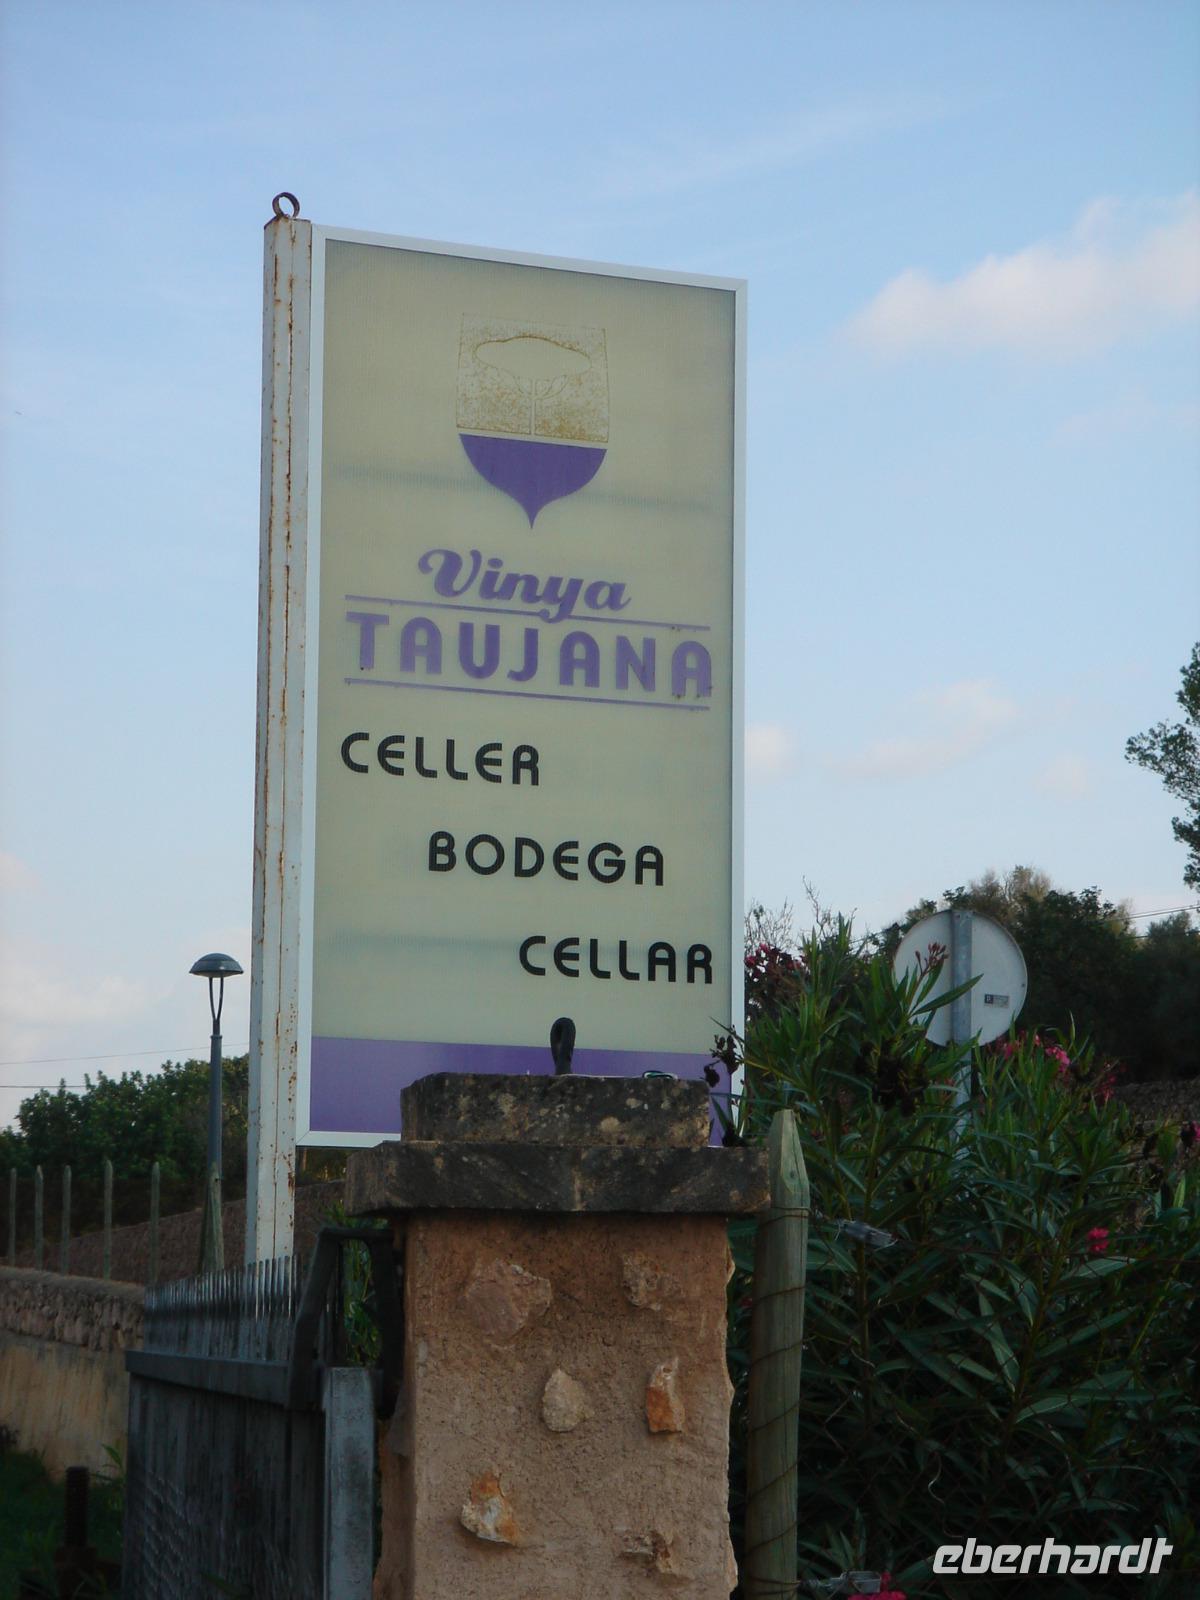 Vinya
TAUJANA
CELLER
BODEGA
CELLAR
eberhardt